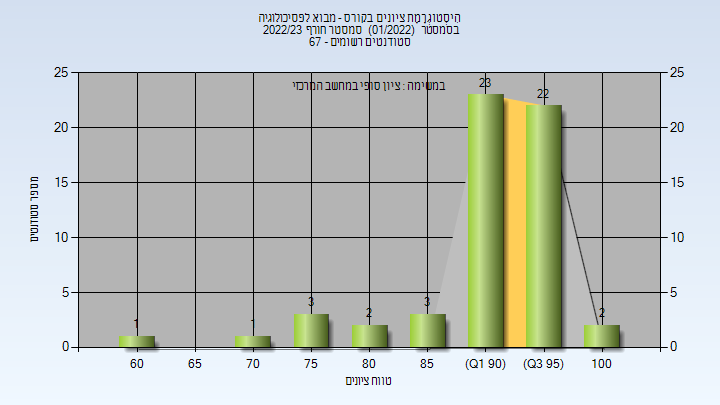 היסטוגרמת ציונים בקורס - מבוא לפסיכולוגיה
בסמסטר (01/2022) סמסטר חורף 2022/23
סטודנטים רשומים - 67
במשימה : ציון סופי במחשב המרכזי
25 25
20 20
15 15
10 10
5 5
0 0
מספר סטודנטים
1 1 3 2 3 23 22 2
60 65 70 75 80 85 (Q1 90) (Q3 95) 100
טווח ציונים